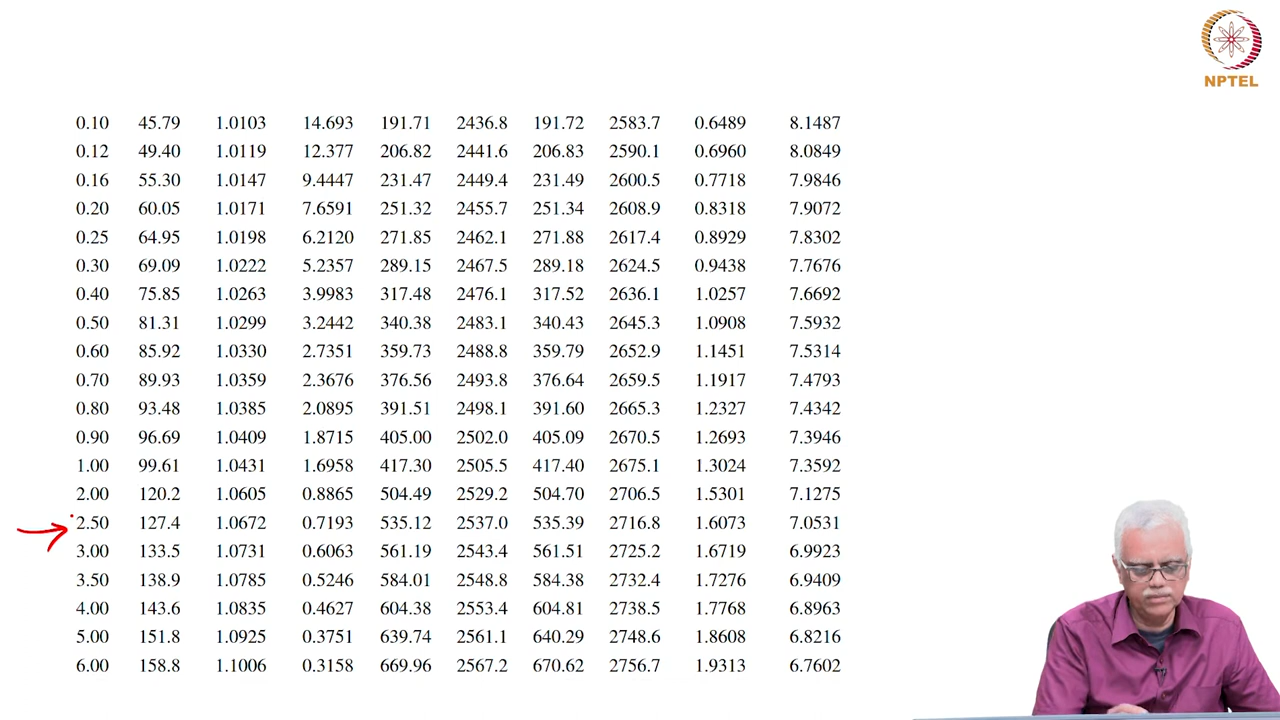 NPTEL
0.10 45.79 1.0103 14.693 191.71 2436.8 191.72 2583.7 0.6489 8.1487
0.12 49.40 1.0119 12.377 206.82 2441.6 206.83 2590.1 0.6960 8.0849
0.16 55.30 1.0147 9.4447 231.47 2449.4 231.49 2600.5 0.7718 7.9846
0.20 60.05 1.0171 7.6591 251.32 2455.7 251.34 2608.9 0.8318 7.9072
0.25 64.95 1.0198 6.2120 271.85 2462.1 271.88 2617.4 0.8929 7.8302
0.30 69.09 1.0222 5.2357 289.15 2467.5 289.18 2624.5 0.9438 7.7676
0.40 75.85 1.0263 3.9983 317.48 2476.1 317.52 2636.1 1.0257 7.6692
0.50 81.31 1.0299 3.2442 340.38 2483.1 340.43 2645.3 1.0908 7.5932
0.60 85.92 1.0330 2.7351 359.73 2488.8 359.79 2652.9 1.1451 7.5314
0.70 89.93 1.0359 2.3676 376.56 2493.8 376.64 2659.5 1.1917 7.4793
0.80 93.48 1.0385 2.0895 391.51 2498.1 391.60 2665.3 1.2327 7.4342
0.90 96.69 1.0409 1.8715 405.00 2502.0 405.09 2670.5 1.2693 7.3946
1.00 99.61 1.0431 1.6958 417.30 2505.5 417.40 2675.1 1.3024 7.3592
2.00 120.2 1.0605 0.8865 504.49 2529.2 504.70 2706.5 1.5301 7.1275
2.50 127.4 1.0672 0.7193 535.12 2537.0 535.39 2716.8 1.6073 7.0531
3.00 133.5 1.0731 0.6063 561.19 2543.4 561.51 2725.2 1.6719 6.9923
3.50 138.9 1.0785 0.5246 584.01 2548.8 584.38 2732.4 1.7276 6.9409
4.00 143.6 1.0835 0.4627 604.38 2553.4 604.81 2738.5 1.7768 6.8963
5.00 151.8 1.0925 0.3751 639.74 2561.1 640.29 2748.6 1.8608 6.8216
6.00 158.8 1.1006 0.3158 669.96 2567.2 670.62 2756.7 1.9313 6.7602